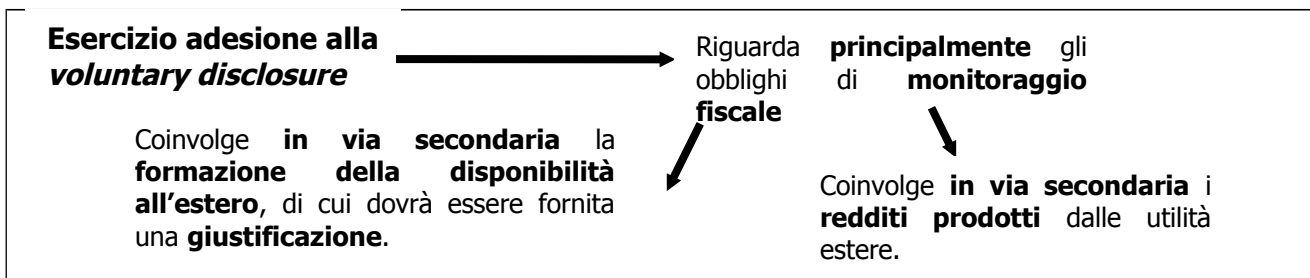 Esercizio adesione alla
voluntary disclosure
Riguarda principalmente gli
obblighi di monitoraggio
fiscale
Coinvolge in via secondaria la
formazione della disponibilità
all'estero, di cui dovrà essere fornita
una giustificazione.
Coinvolge in via secondaria i
redditi prodotti dalle utilità
estere.